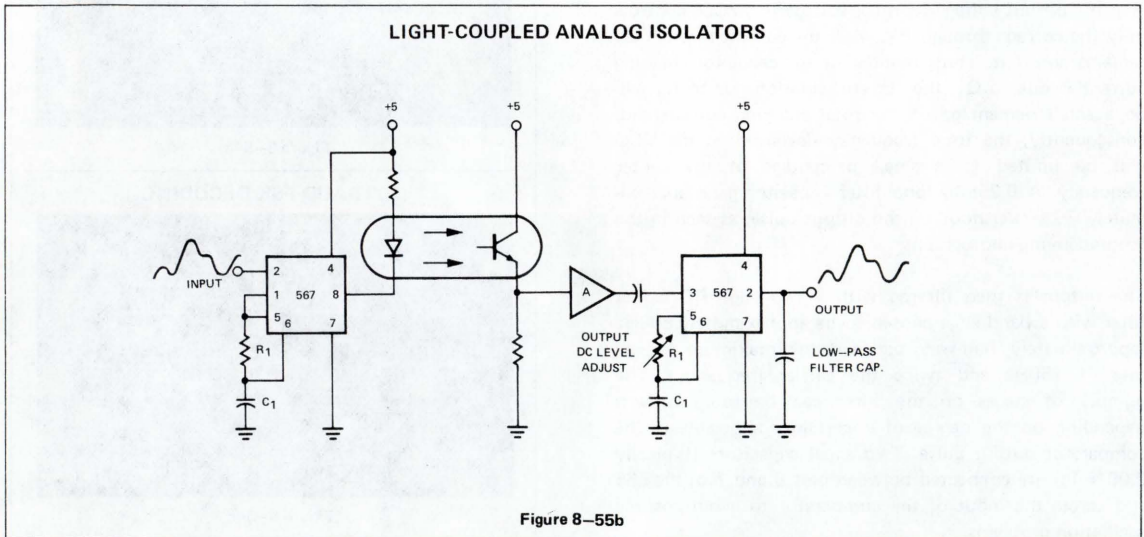 LIGHT-COUPLED ANALOG ISOLATORS
+5
+5
+5
INPUT
2
4
1
567
8
5
6
7
R1
C1
A
OUTPUT
DC LEVEL
ADJUST
R1
C1
4
3
567
2
5
6
7
OUTPUT
LOW-PASS
FILTER CAP.
Figure 8-55b